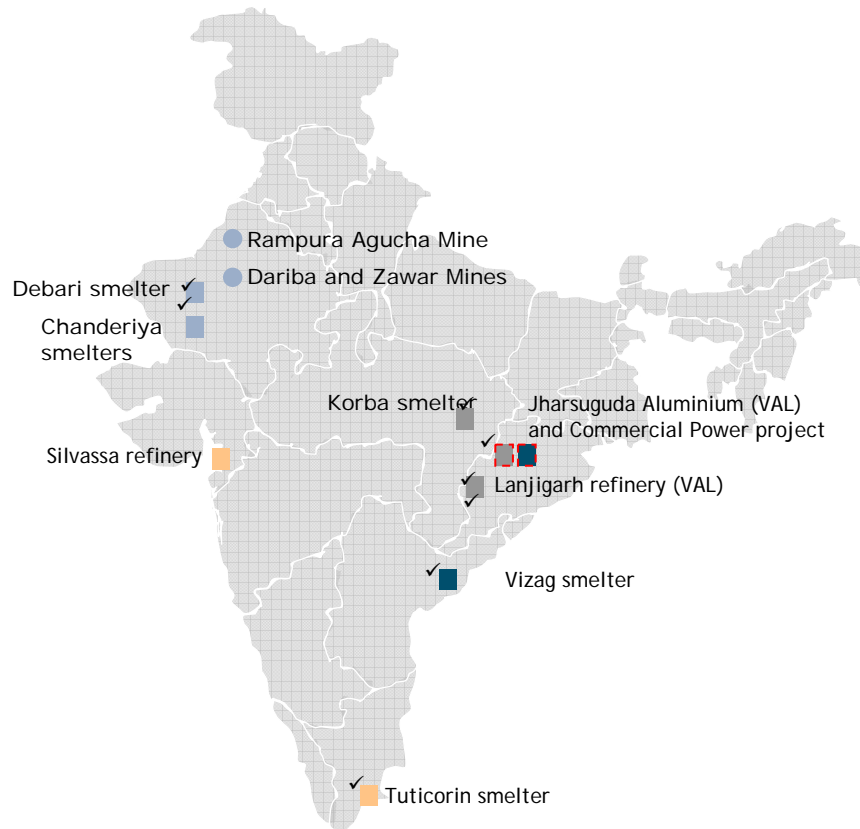 Rampura Agucha Mine
Dariba and Zawar Mines
Debari smelter
Chanderiya
smelters
Korba smelter
Jharsuguda Aluminium (VAL)
and Commercial Power project
Silvassa refinery
Lanjigarh refinery (VAL)
Vizag smelter
Tuticorin smelter